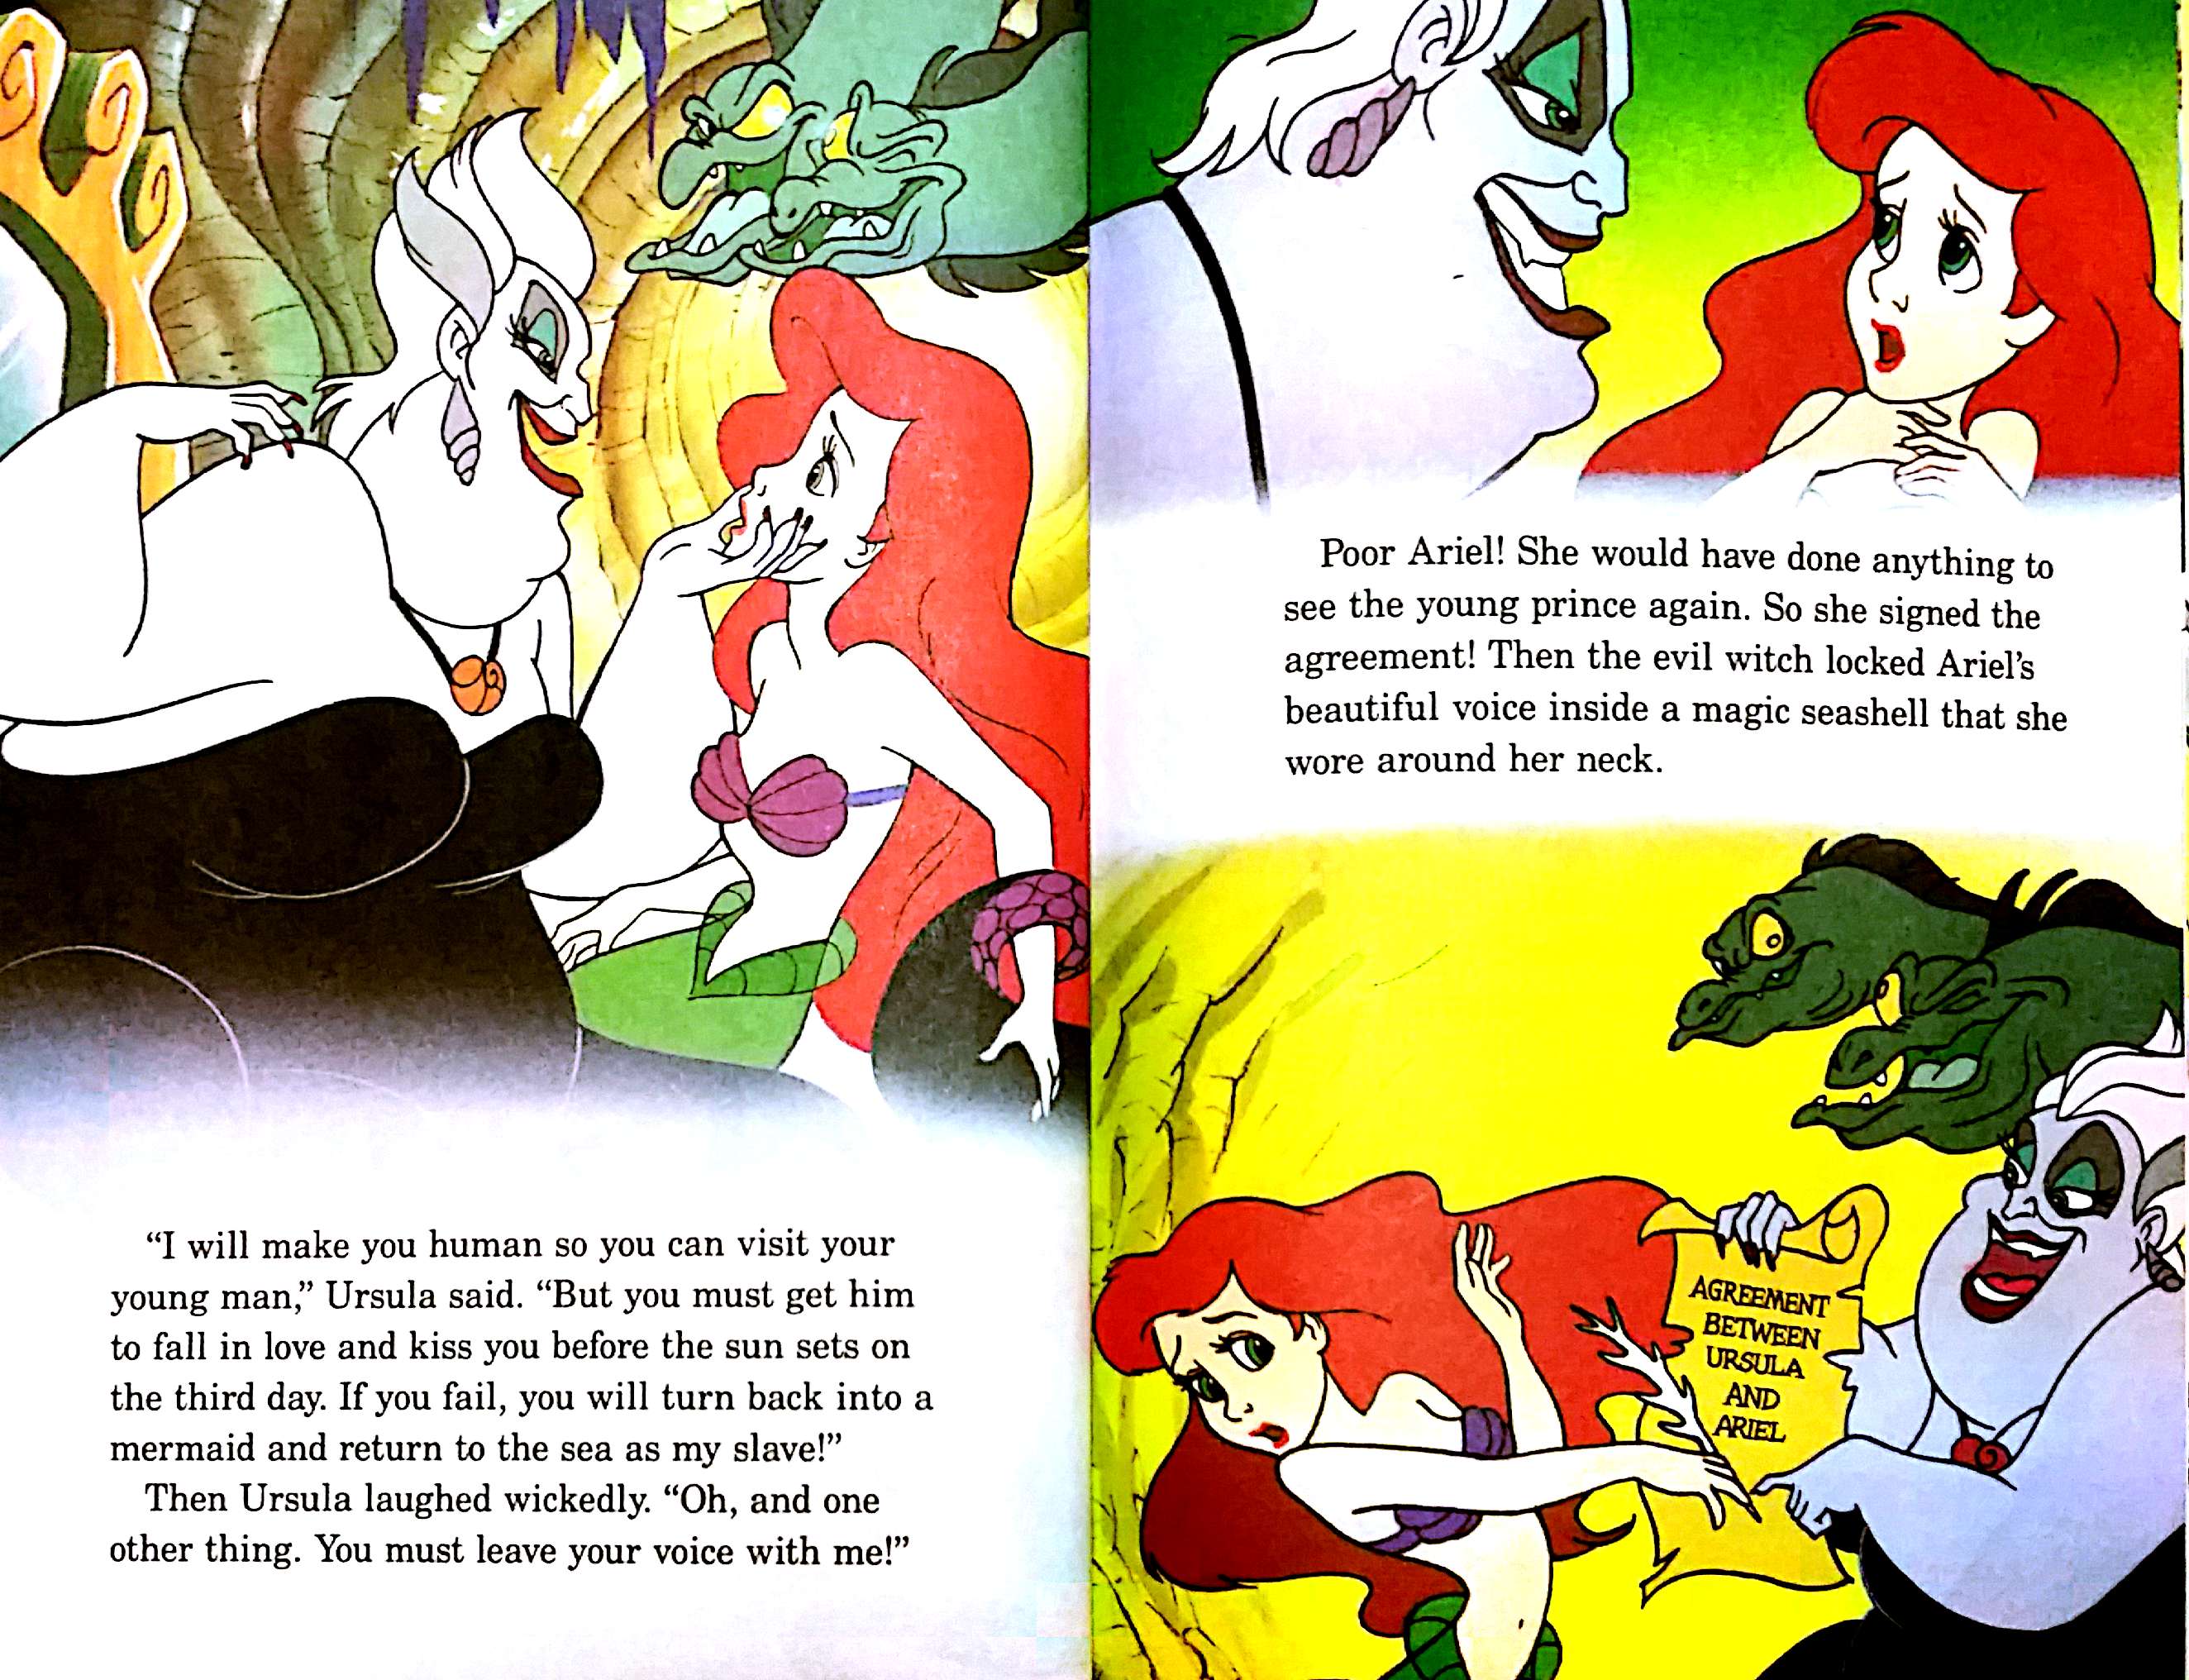 “I will make you human so you can visit your
young man,” Ursula said. “But you must get him
to fall in love and kiss you before the sun sets on
the third day. If you fail, you will turn back into a
mermaid and return to the sea as my slave!”
Then Ursula laughed wickedly. “Oh, and one
other thing. You must leave your voice with me!”
Poor Ariel! She would have done anything to
see the young prince again. So she signed the
agreement! Then the evil witch locked Ariel’s
beautiful voice inside a magic seashell that she
wore around her neck.
AGREEMENT
BETWEEN
URSULA
AND
ARIEL